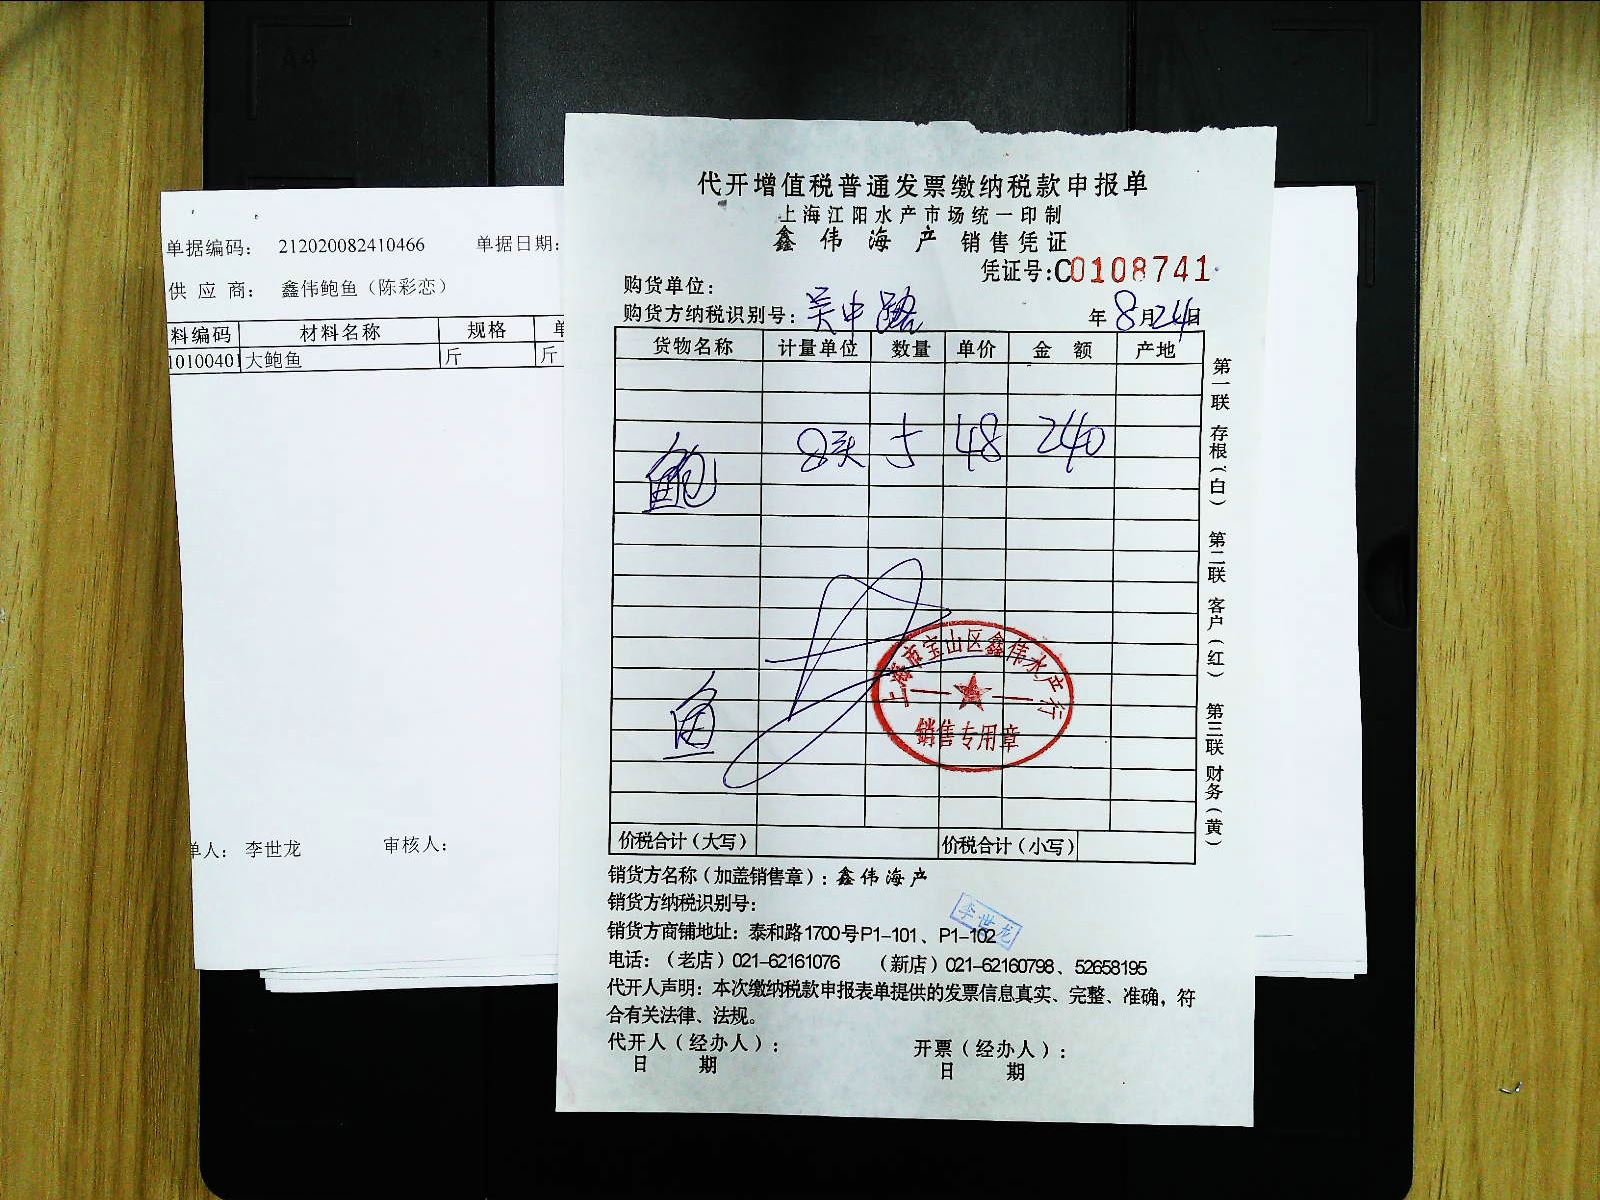 单据编码： 212020082410466 单据日期：
供 应 商： 鑫伟鲍鱼（陈彩恋）
料编码 材料名称 规格 单
10100401 大鲍鱼 斤 斤
单人： 李世龙 审核人：
代开增值税普通发票缴纳税款申报单
上海江阳水产市场统一印制
鑫伟海产 销售凭证
凭证号:C0108741
购货单位：
购货方纳税识别号： 吴中路 年8月24日
货物名称 计量单位 数量 单价 金 额 产地
鲍 8头 5 48 240
鱼
上海市宝山区鑫伟水产行
销售专用章
价税合计（大写） 价税合计（小写）
第一联 存根（白） 第二联 客户（红） 第三联 财务（黄）
销货方名称（加盖销售章）：鑫伟海产
销货方纳税识别号：
李世龙
销货方商铺地址：泰和路1700号P1-101、P1-102
电话：（老店）021-62161076 （新店）021-62160798、52658195
代开人声明：本次缴纳税款申报表单提供的发票信息真实、完整、准确，符
合有关法律、法规。
代开人（经办人）： 开票（经办人）：
日 期 日 期